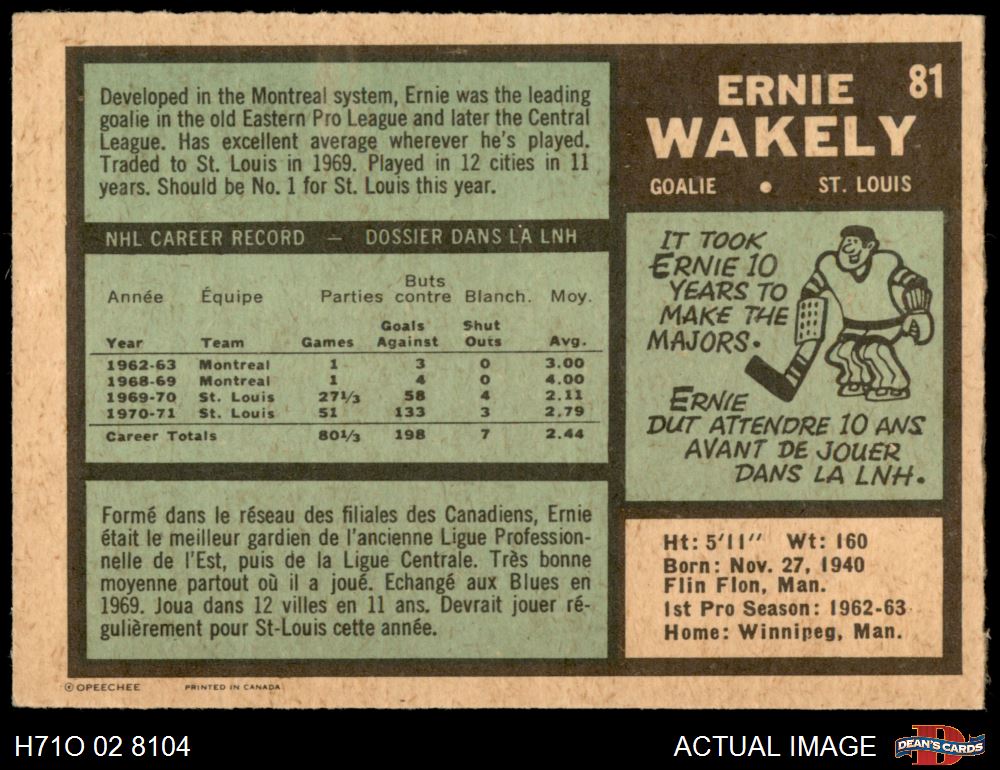 ERNIE 81
WAKELY
GOALIE • ST. LOUIS
Developed in the Montreal system, Ernie was the leading
goalie in the old Eastern Pro League and later the Central
League. Has excellent average wherever he's played.
Traded to St. Louis in 1969. Played in 12 cities in 11
years. Should be No. 1 for St. Louis this year.
NHL CAREER RECORD — DOSSIER DANS LA LNH
Buts
Année Équipe Parties contre Blanch. Moy.
Goals Shut
Year Team Games Against Outs Avg.
1962-63 Montreal 1 3 0 3.00
1968-69 Montreal 1 4 0 4.00
1969-70 St. Louis 27 1/3 58 4 2.11
1970-71 St. Louis 51 133 3 2.79
Career Totals 80 1/3 198 7 2.44
Formé dans le réseau des filiales des Canadiens, Ernie
était le meilleur gardien de l'ancienne Ligue Profession-
nelle de l'Est, puis de la Ligue Centrale. Très bonne
moyenne partout où il a joué. Echangé aux Blues en
1969. Joua dans 12 villes en 11 ans. Devrait jouer ré-
gulièrement pour St-Louis cette année.
IT TOOK
ERNIE 10
YEARS TO
MAKE THE
MAJORS.
ERNIE
DUT ATTENDRE 10 ANS
AVANT DE JOUER
DANS LA LNH.
Ht: 5'11" Wt: 160
Born: Nov. 27, 1940
Flin Flon, Man.
1st Pro Season: 1962-63
Home: Winnipeg, Man.
© OPEECHEE PRINTED IN CANADA
H71O 02 8104 ACTUAL IMAGE DEAN'S CARDS